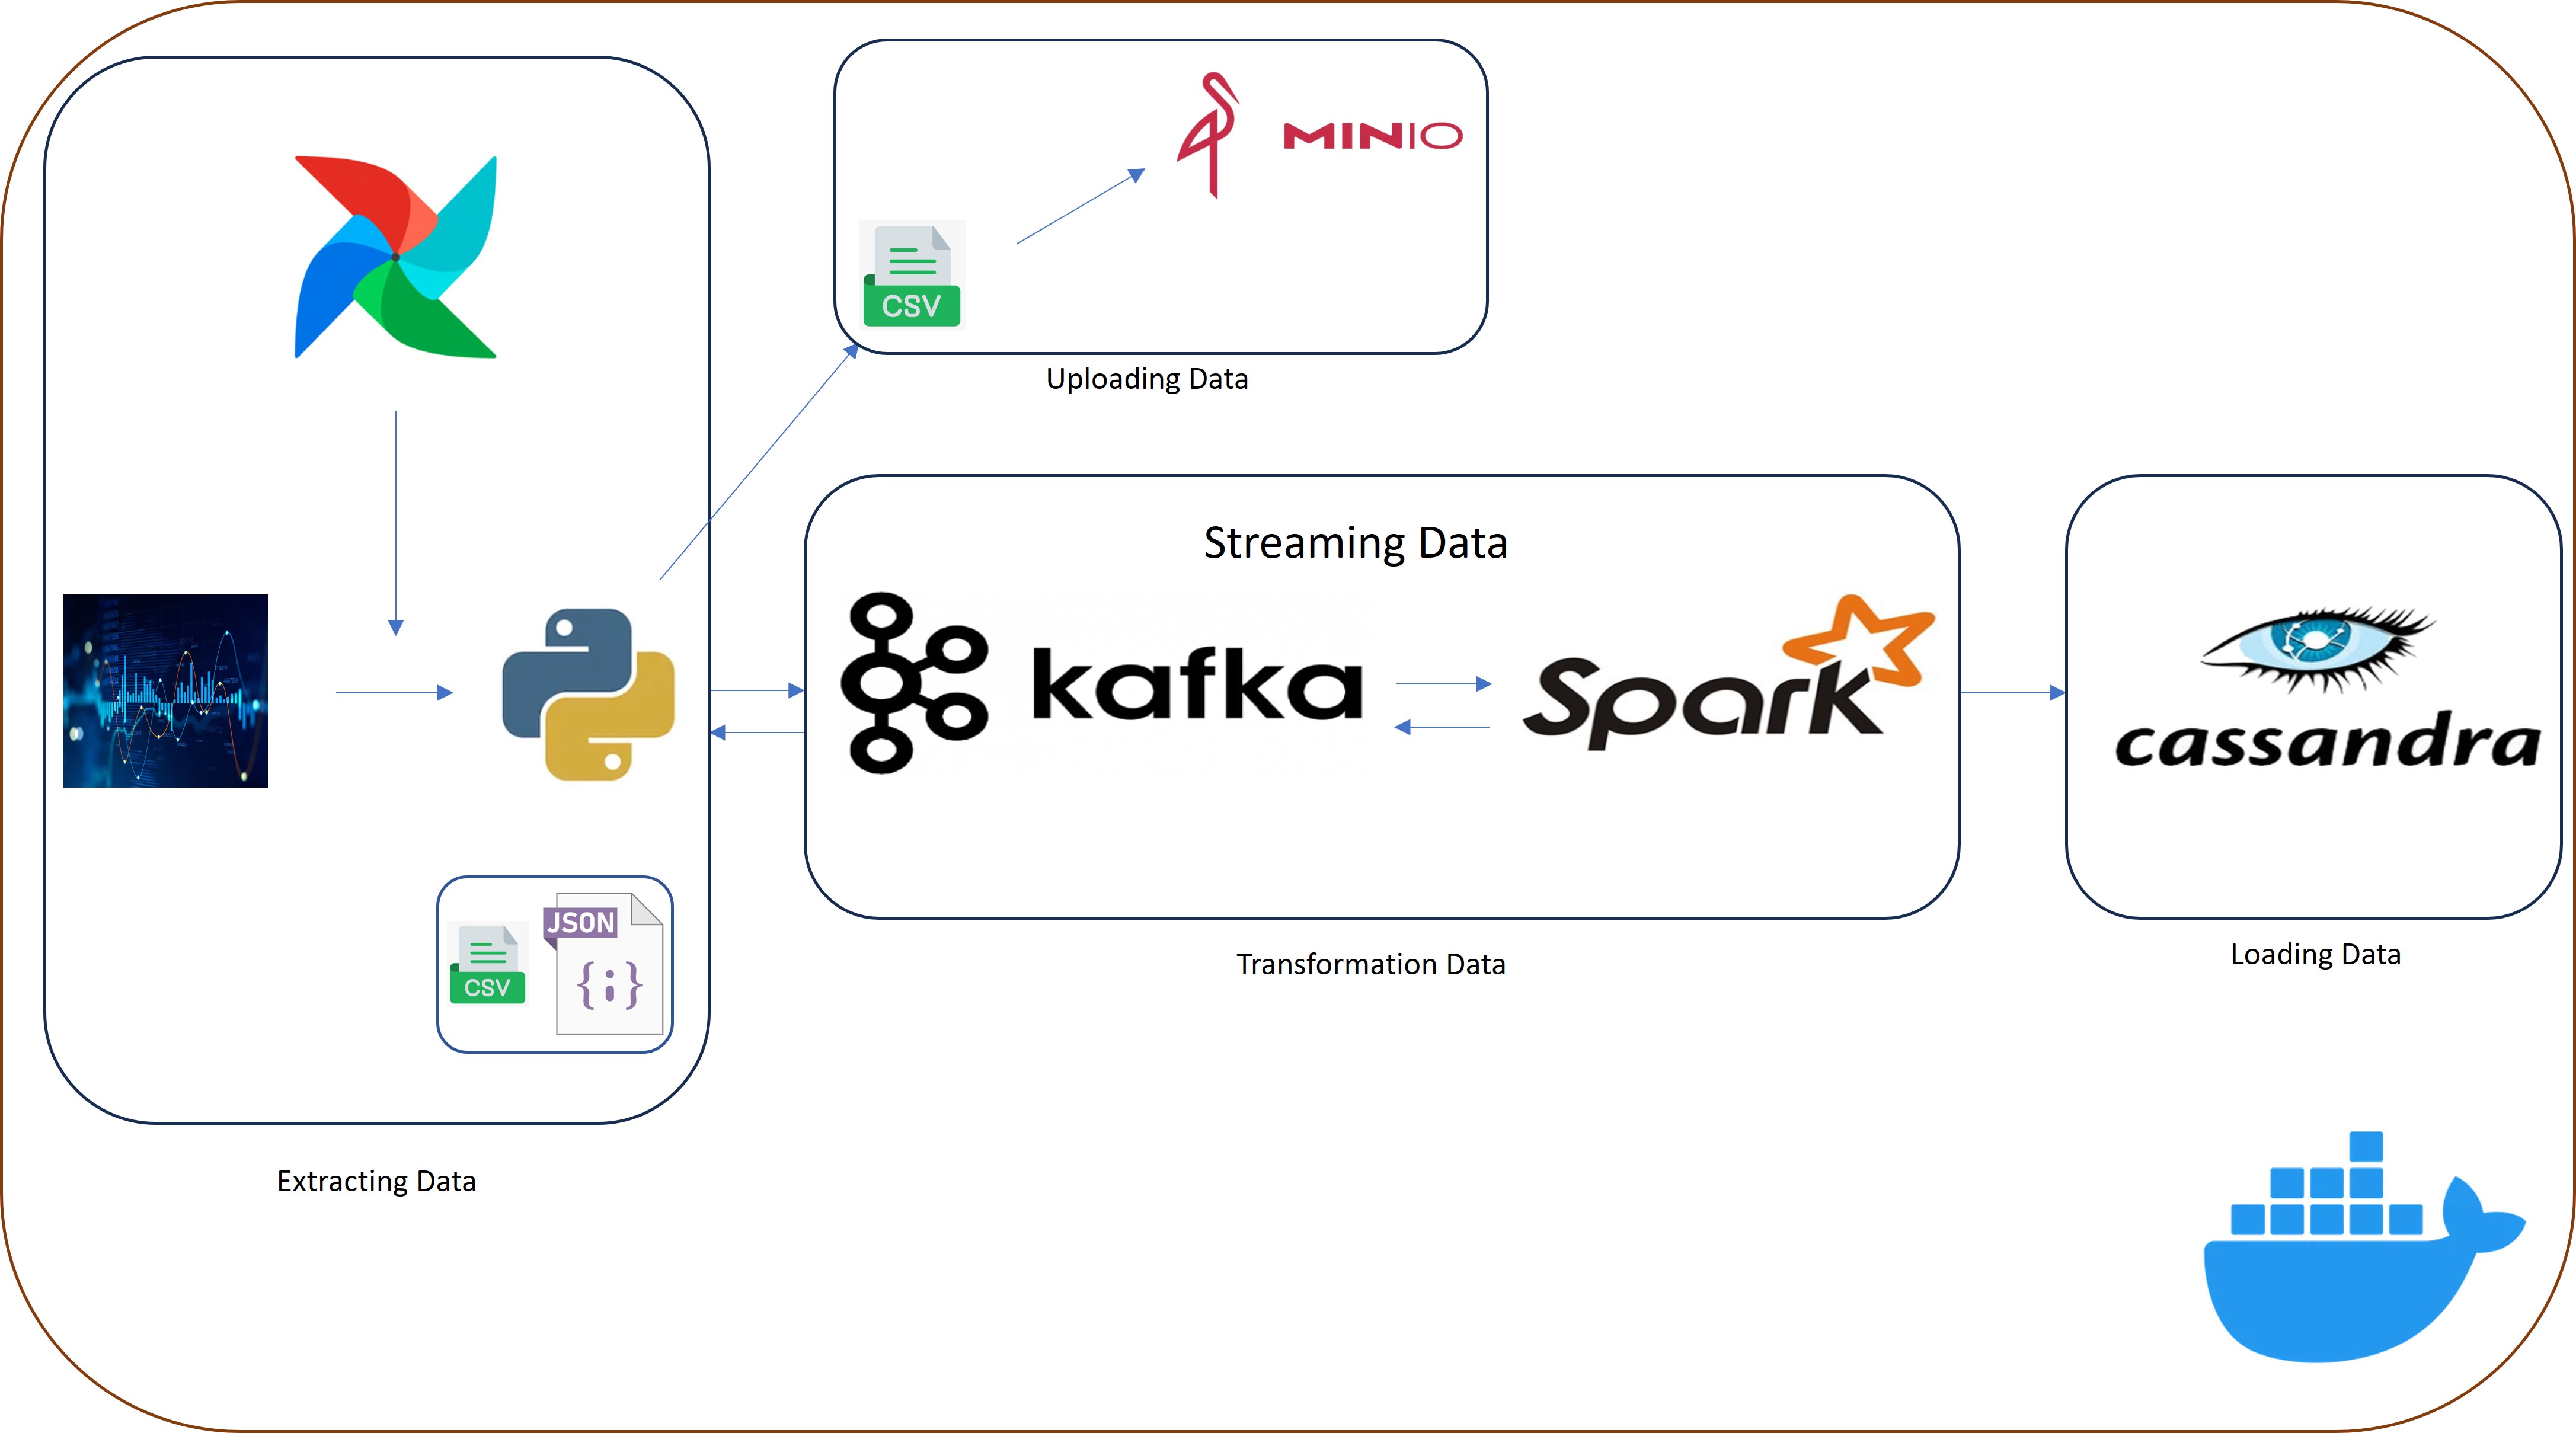 MINIO
CSV
Uploading Data
Streaming Data
kafka
Spark
cassandra
JSON
CSV
{;}
Transformation Data
Loading Data
Extracting Data